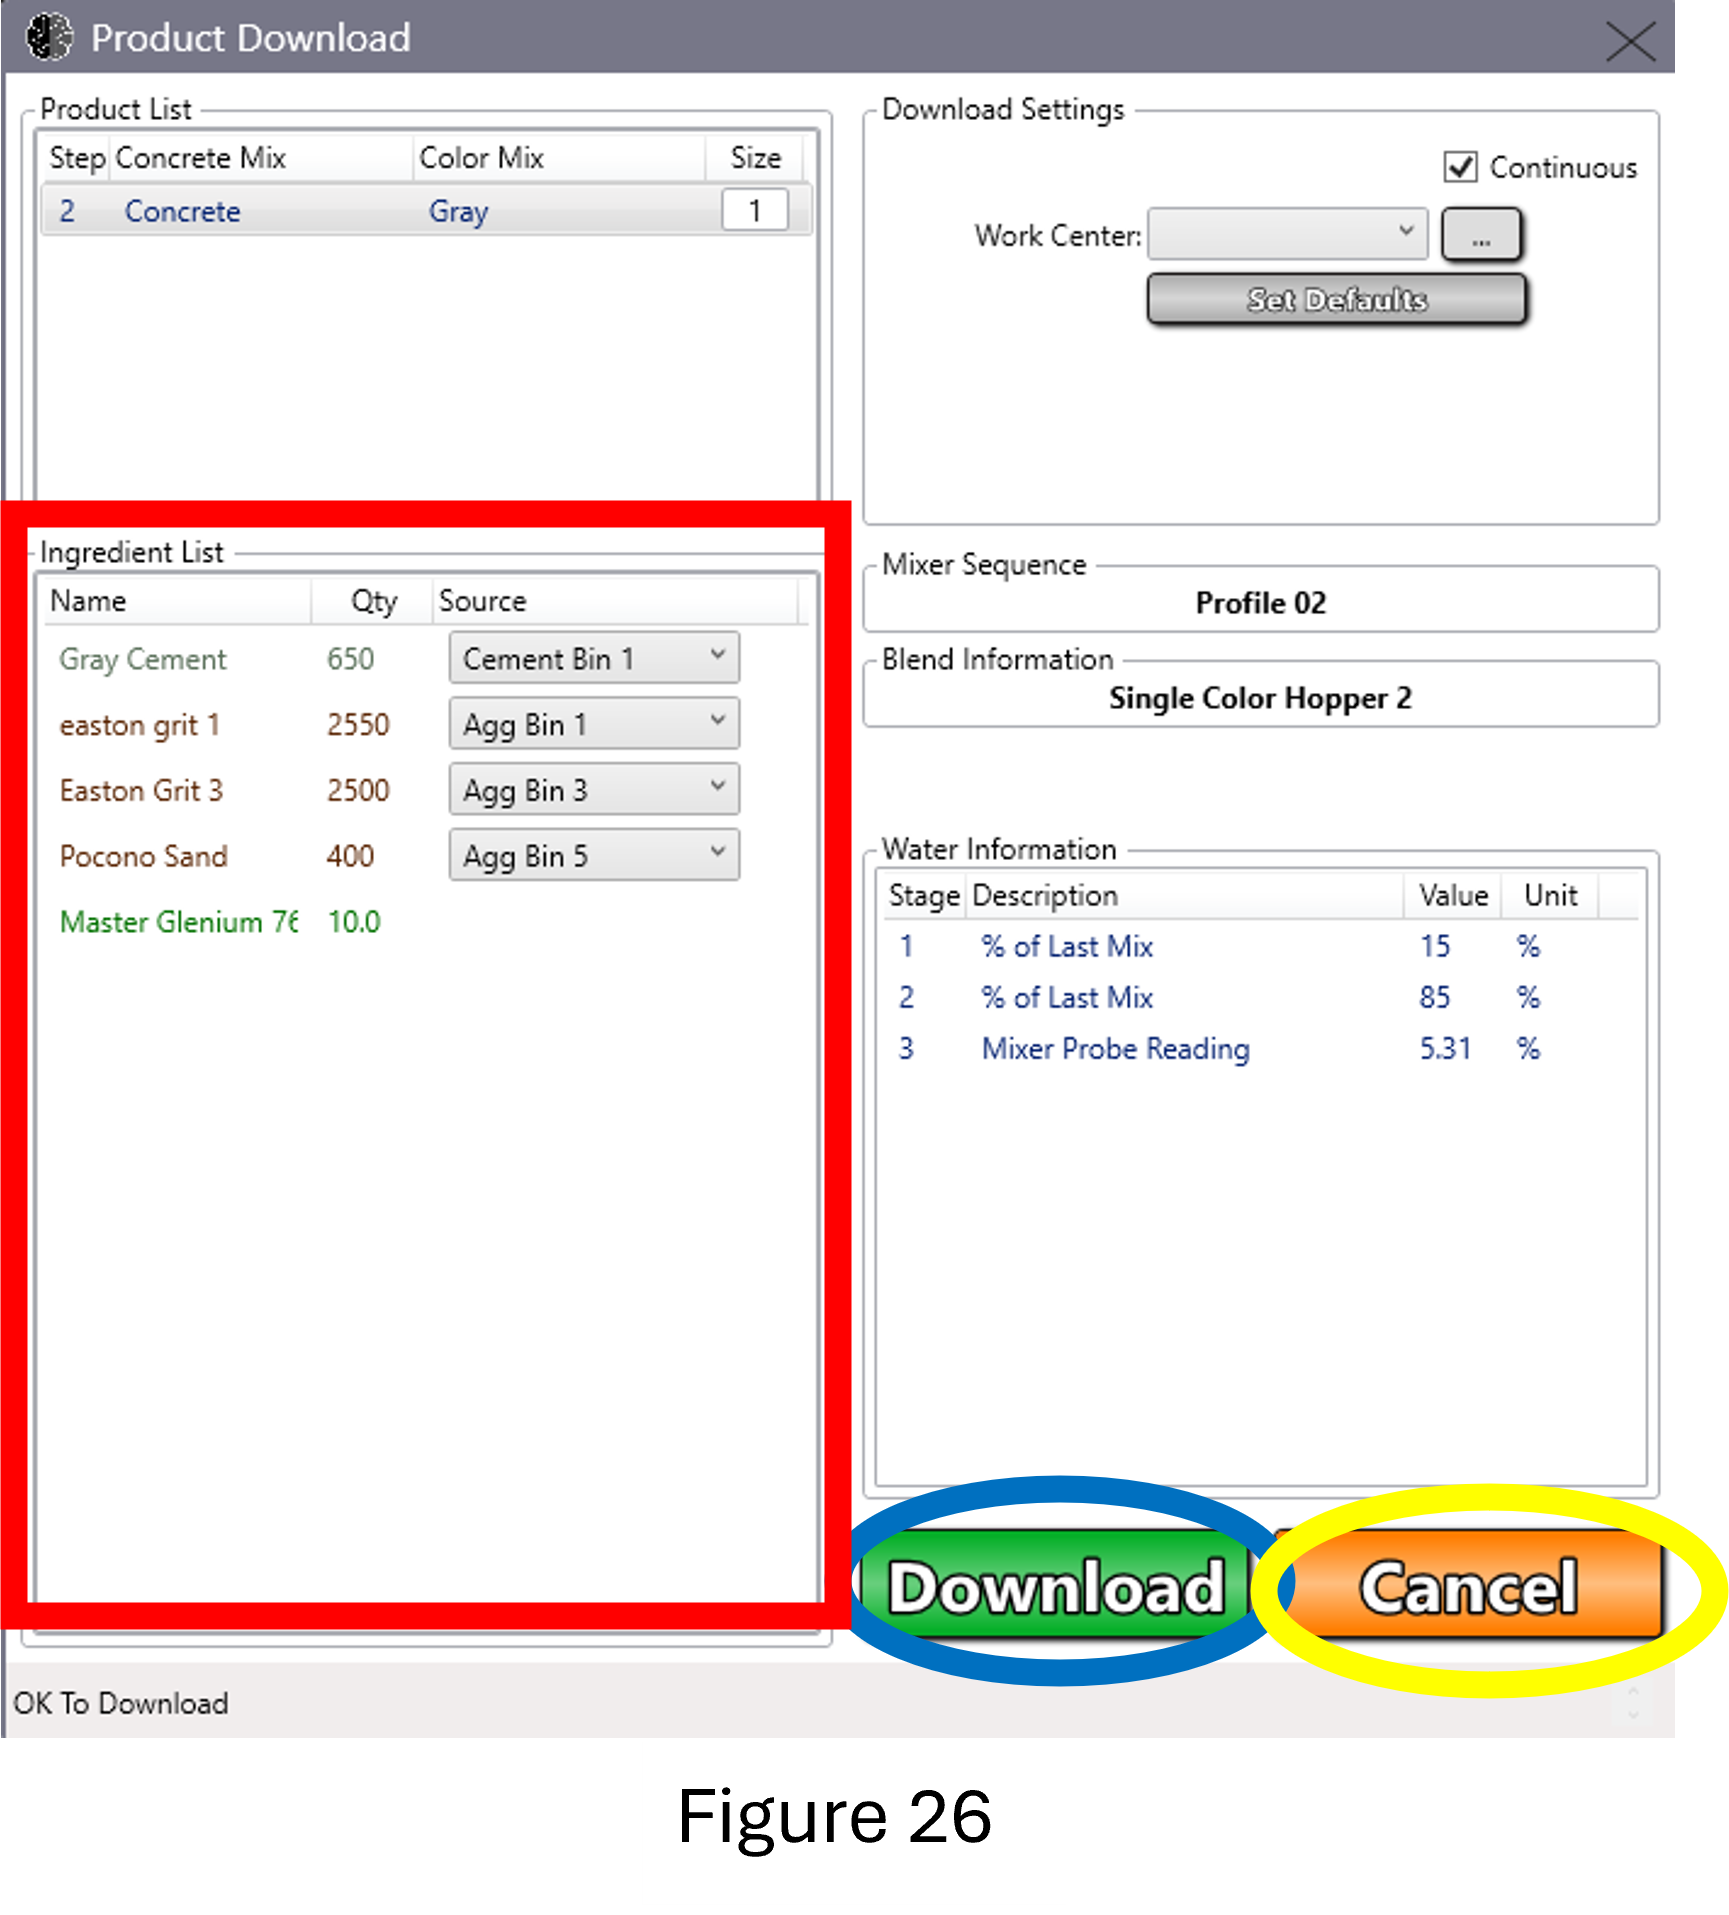 Product Download
Product List
Step Concrete Mix Color Mix Size
2 Concrete Gray 1
Download Settings
Continuous
Work Center:
...
Set Defaults
Ingredient List
Name Qty Source
Gray Cement 650 Cement Bin 1
easton grit 1 2550 Agg Bin 1
Easton Grit 3 2500 Agg Bin 3
Pocono Sand 400 Agg Bin 5
Master Glenium 76 10.0
Mixer Sequence
Profile 02
Blend Information
Single Color Hopper 2
Water Information
Stage Description Value Unit
1 % of Last Mix 15 %
2 % of Last Mix 85 %
3 Mixer Probe Reading 5.31 %
Download Cancel
OK To Download
Figure 26